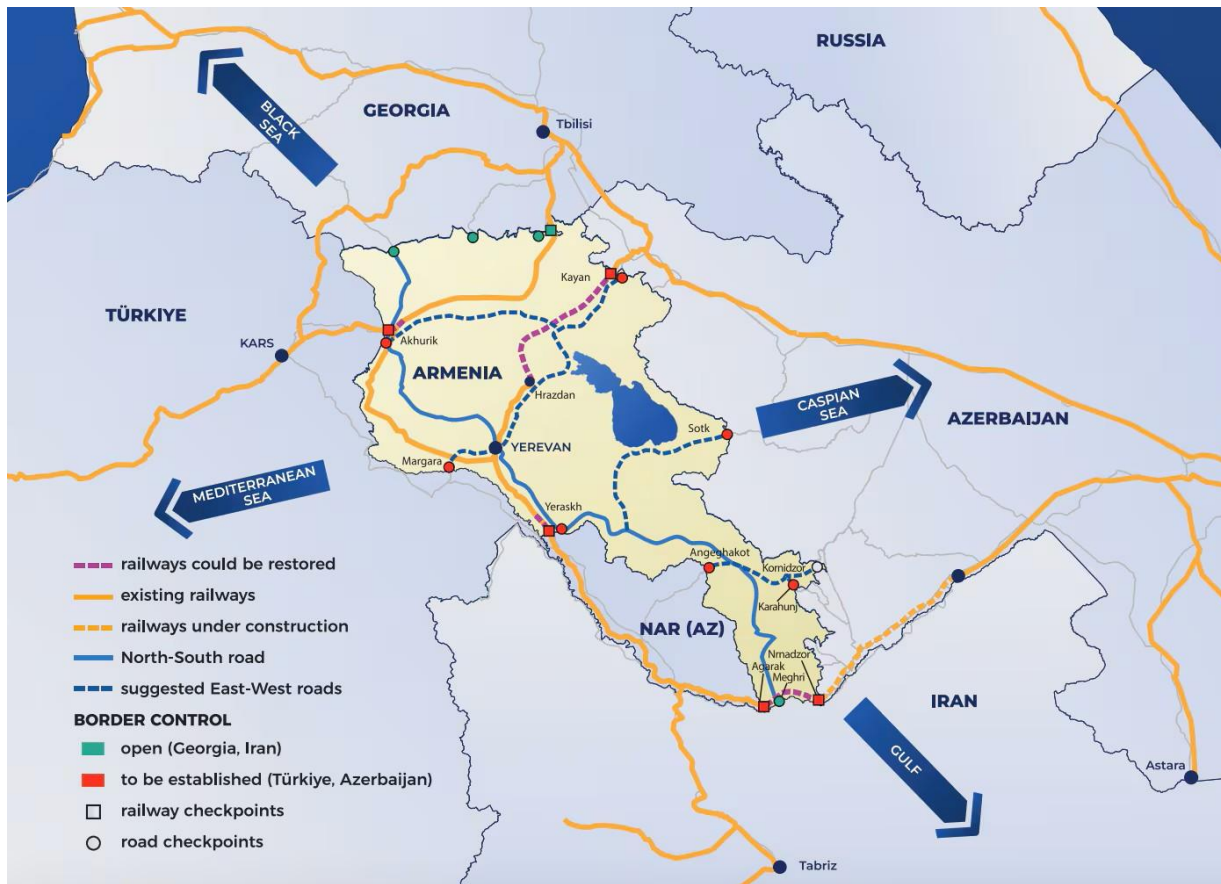 RUSSIA
BLACK
SEA
GEORGIA
Tbilisi
Kayan
TÜRKIYE
KARS
Akhurik
ARMENIA
Hrazdan
CASPIAN
SEA
AZERBAIJAN
Sotk
YEREVAN
Margara
MEDITERRANEAN
SEA
Yeraskh
Angeghakot
Kornidzor
Karahunj
NAR (AZ)
Nrnadzor
Agarak
Meghri
IRAN
GULF
Astara
Tabriz
railways could be restored
existing railways
railways under construction
North-South road
suggested East-West roads
BORDER CONTROL
open (Georgia, Iran)
to be established (Türkiye, Azerbaijan)
railway checkpoints
road checkpoints